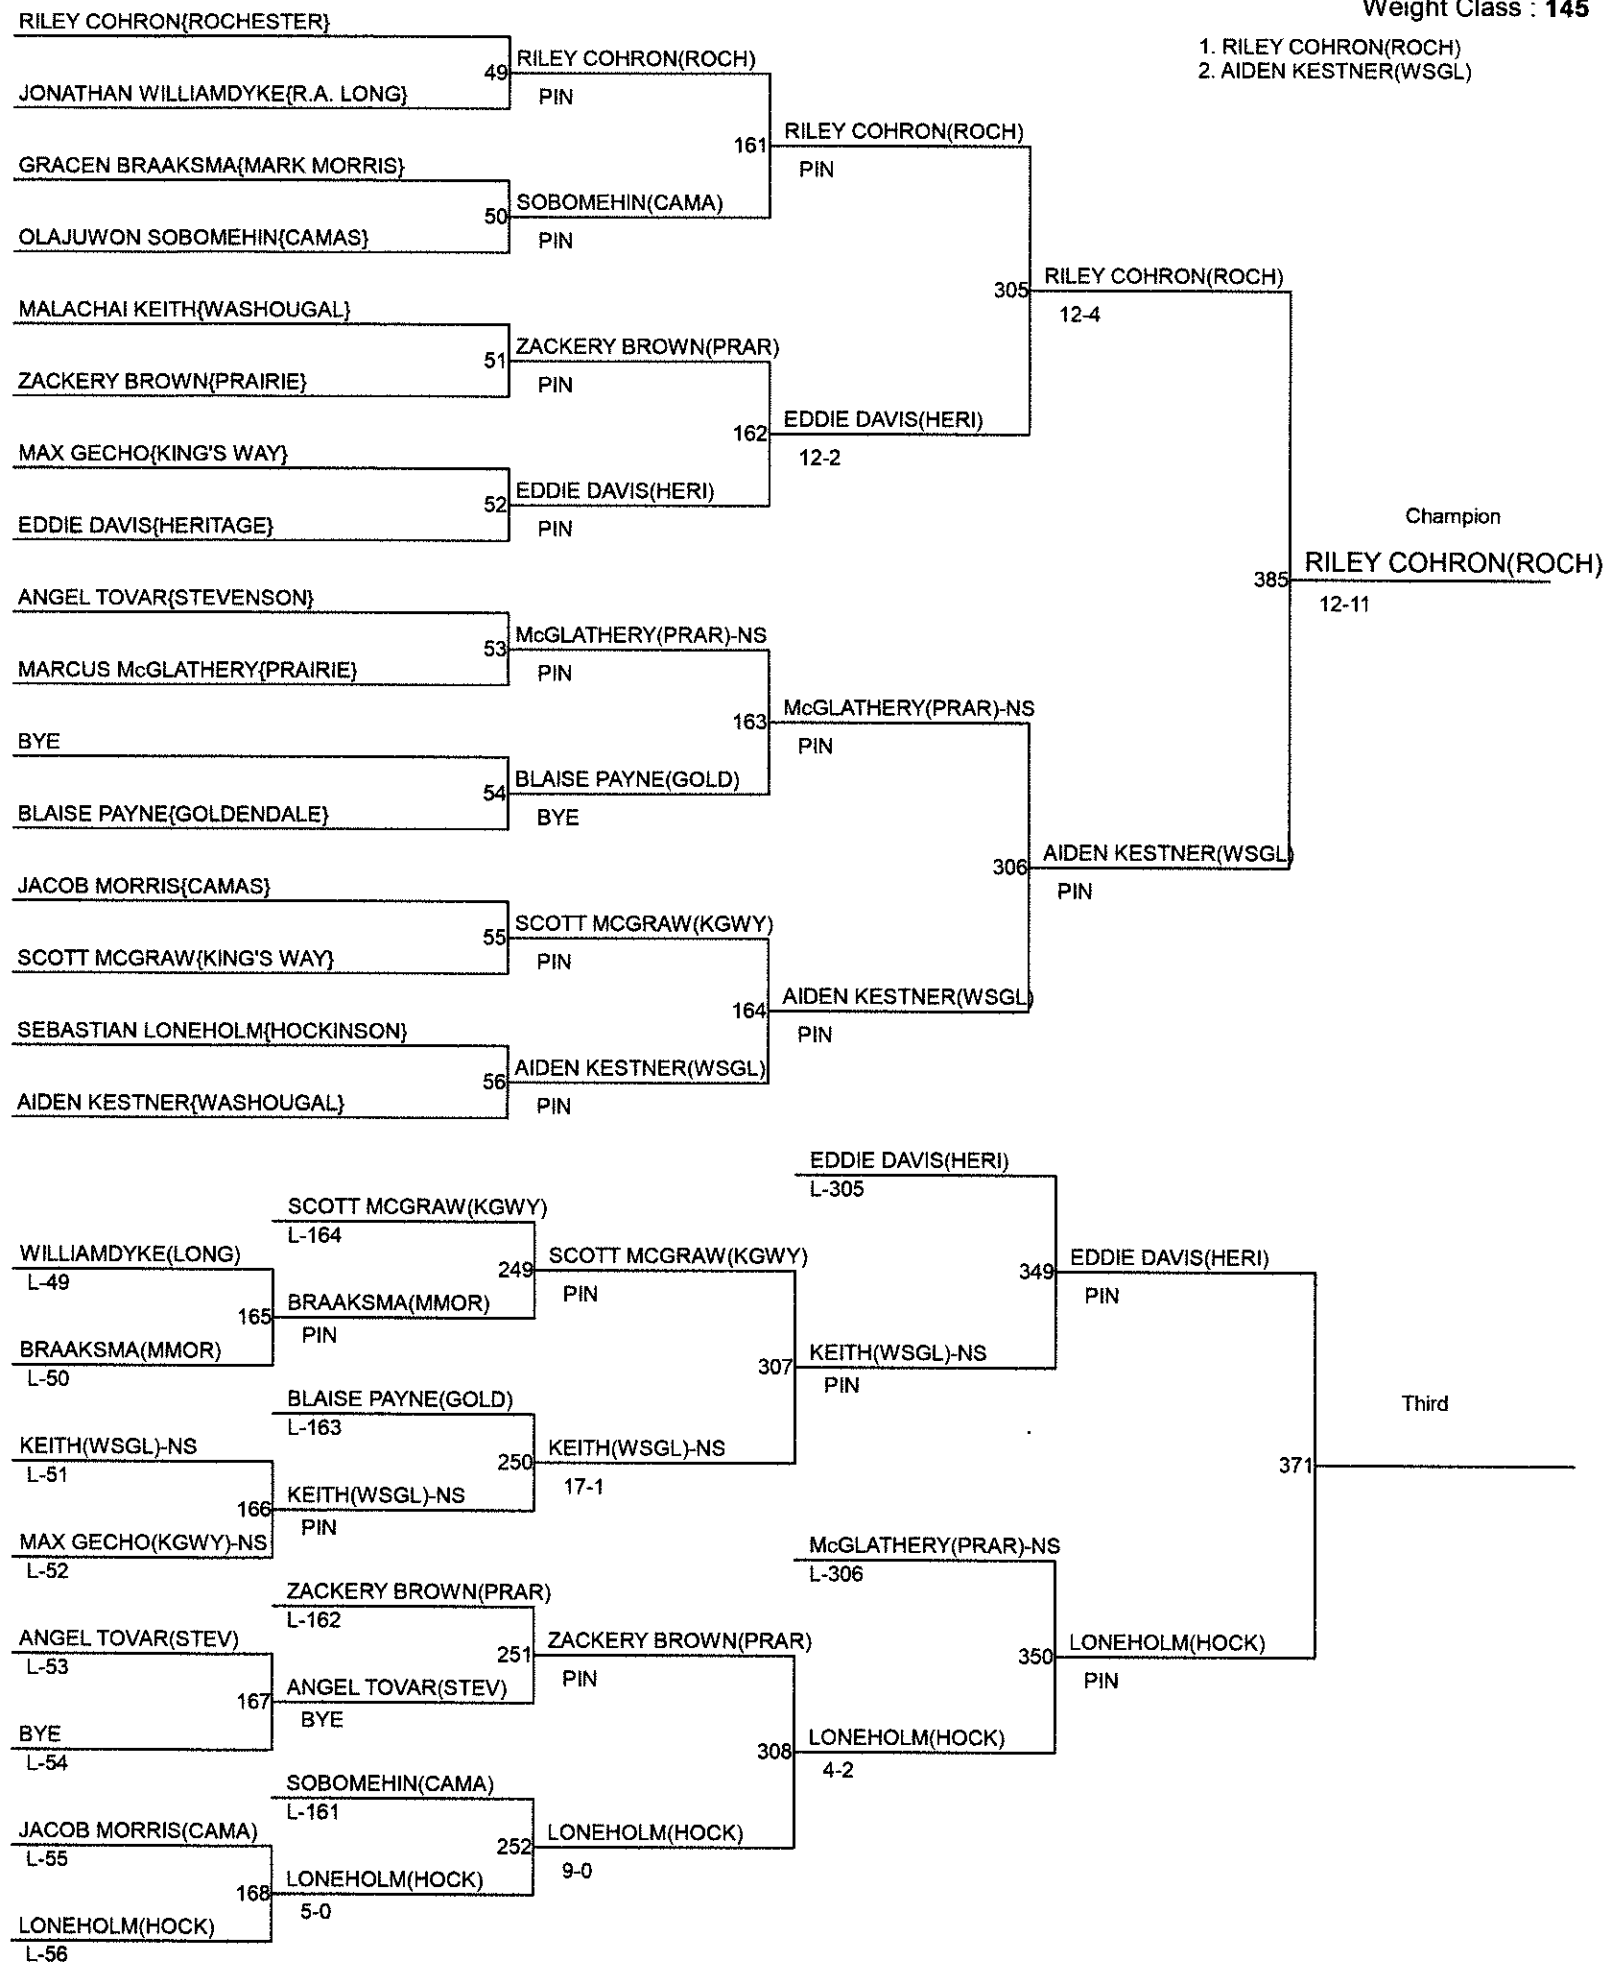 Weight Class : 145
1. RILEY COHRON(ROCH)
2. AIDEN KESTNER(WSGL)
RILEY COHRON{ROCHESTER}
49
RILEY COHRON(ROCH)
PIN
JONATHAN WILLIAMDYKE{R.A. LONG}
161
RILEY COHRON(ROCH)
PIN
GRACEN BRAAKSMA{MARK MORRIS}
50
SOBOMEHIN(CAMA)
PIN
OLAJUWON SOBOMEHIN{CAMAS}
305
RILEY COHRON(ROCH)
12-4
MALACHAI KEITH{WASHOUGAL}
51
ZACKERY BROWN(PRAR)
PIN
ZACKERY BROWN{PRAIRIE}
162
EDDIE DAVIS(HERI)
12-2
MAX GECHO{KING'S WAY}
52
EDDIE DAVIS(HERI)
PIN
EDDIE DAVIS{HERITAGE}
Champion
385
RILEY COHRON(ROCH)
12-11
ANGEL TOVAR{STEVENSON}
53
McGLATHERY(PRAR)-NS
PIN
MARCUS McGLATHERY{PRAIRIE}
163
McGLATHERY(PRAR)-NS
PIN
BYE
54
BLAISE PAYNE(GOLD)
BYE
BLAISE PAYNE{GOLDENDALE}
306
AIDEN KESTNER(WSGL)
PIN
JACOB MORRIS{CAMAS}
55
SCOTT MCGRAW(KGWY)
PIN
SCOTT MCGRAW{KING'S WAY}
164
AIDEN KESTNER(WSGL)
PIN
SEBASTIAN LONEHOLM{HOCKINSON}
56
AIDEN KESTNER(WSGL)
PIN
AIDEN KESTNER{WASHOUGAL}
EDDIE DAVIS(HERI)
L-305
SCOTT MCGRAW(KGWY)
L-164
WILLIAMDYKE(LONG)
L-49
249
SCOTT MCGRAW(KGWY)
PIN
349
EDDIE DAVIS(HERI)
PIN
165
BRAAKSMA(MMOR)
PIN
BRAAKSMA(MMOR)
L-50
307
KEITH(WSGL)-NS
PIN
BLAISE PAYNE(GOLD)
L-163
Third
KEITH(WSGL)-NS
L-51
250
KEITH(WSGL)-NS
17-1
371
166
KEITH(WSGL)-NS
PIN
MAX GECHO(KGWY)-NS
L-52
McGLATHERY(PRAR)-NS
L-306
ZACKERY BROWN(PRAR)
L-162
ANGEL TOVAR(STEV)
L-53
251
ZACKERY BROWN(PRAR)
PIN
350
LONEHOLM(HOCK)
PIN
167
ANGEL TOVAR(STEV)
BYE
BYE
L-54
308
LONEHOLM(HOCK)
4-2
SOBOMEHIN(CAMA)
L-161
JACOB MORRIS(CAMA)
L-55
252
LONEHOLM(HOCK)
9-0
168
LONEHOLM(HOCK)
5-0
LONEHOLM(HOCK)
L-56